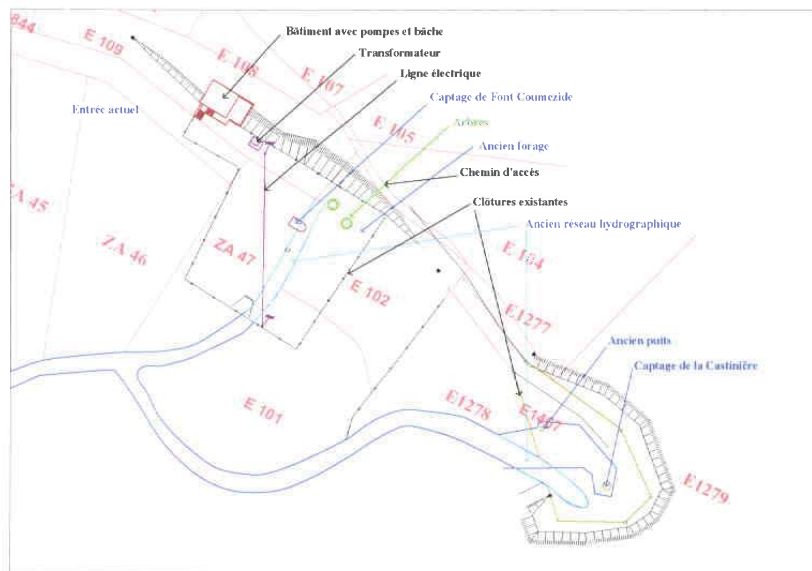 844
E 109
Bâtiment avec pompes et bâche
Transformateur
E 108
E 107
Ligne électrique
Entrée actuel
Captage de Font Coumezide
Arbres
E 105
Ancien forage
Chemin d'accès
Clôtures existantes
ZA 45
ZA 46
ZA 47
Ancien réseau hydrographique
E 104
E 102
E1277
Ancien puits
Captage de la Castinière
E 101
E1278
E1279